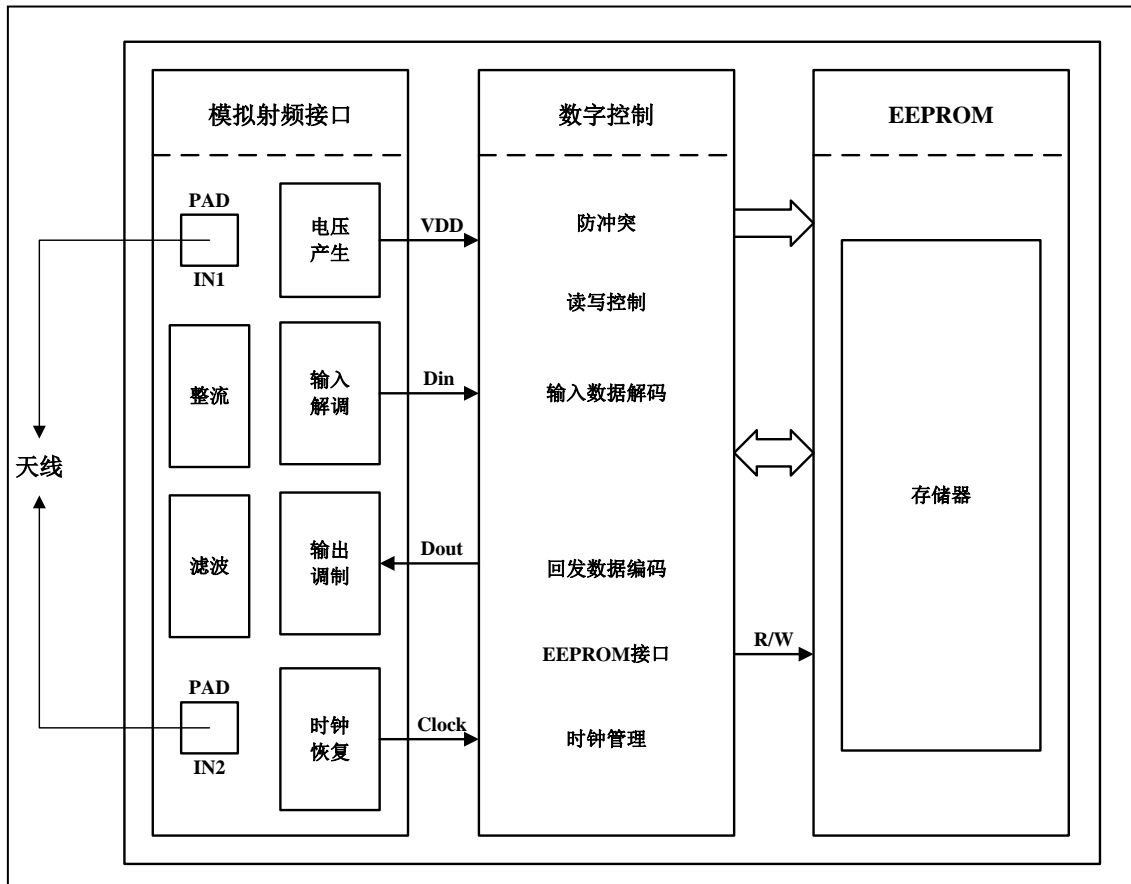 模拟射频接口
数字控制
EEPROM
PAD
IN1
电压
产生
VDD
防冲突
读写控制
整流
输入
解调
Din
输入数据解码
天线
存储器
滤波
输出
调制
Dout
回发数据编码
EEPROM接口
R/W
PAD
IN2
时钟
恢复
Clock
时钟管理